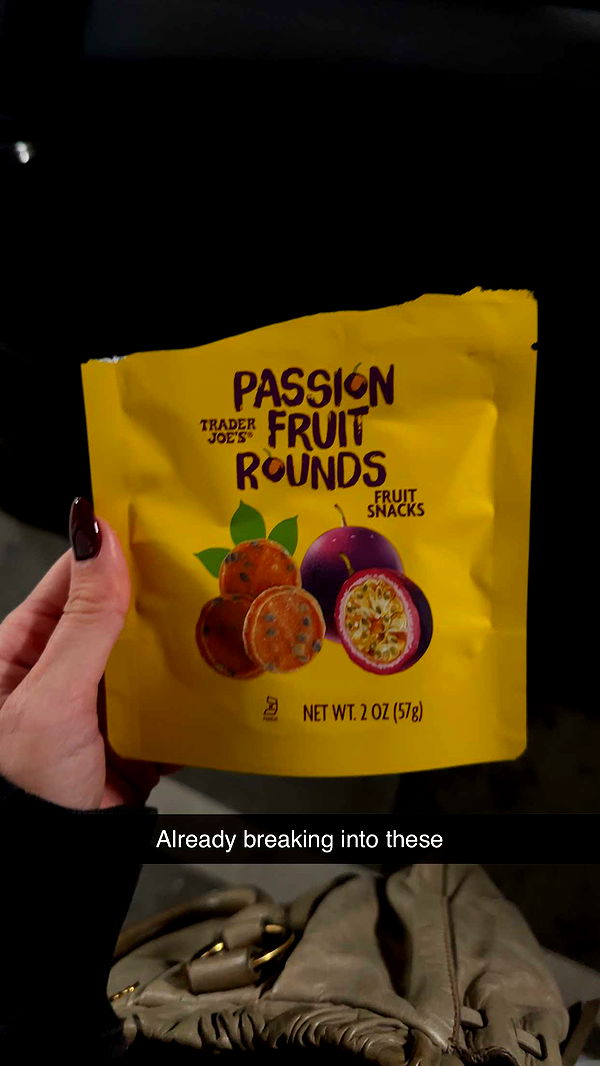 PASSION
TRADER JOE'S®
FRUIT
ROUNDS
FRUIT
SNACKS
NET WT. 2 OZ (57g)
Already breaking into these